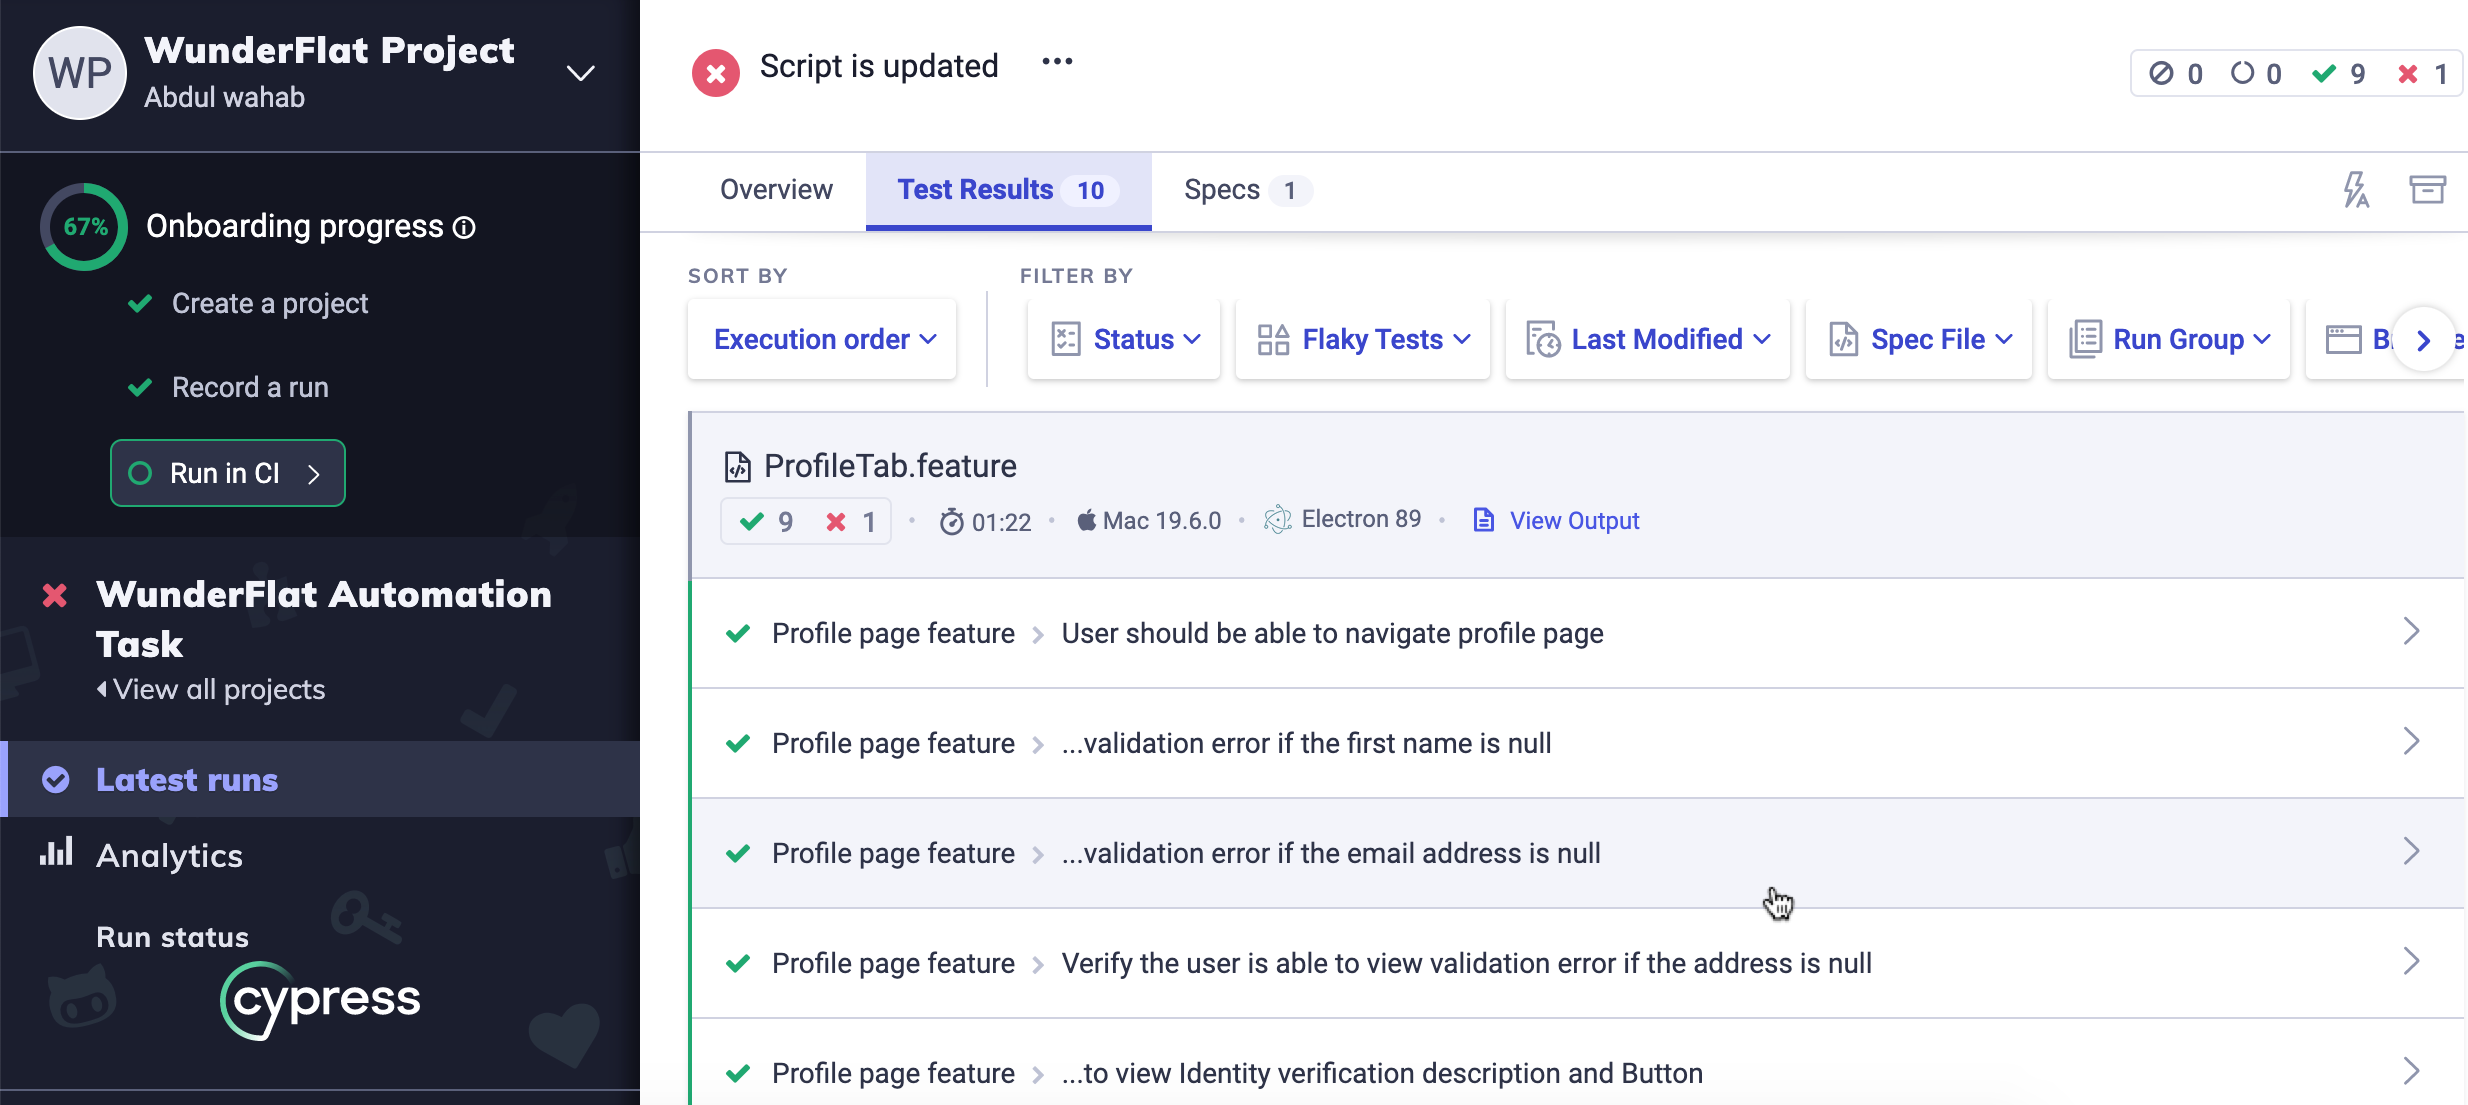 WP
WunderFlat Project
Abdul wahab
67%
Onboarding progress
Create a project
Record a run
Run in CI
WunderFlat Automation
Task
View all projects
Latest runs
Analytics
Run status
cypress
Script is updated ...
0 0 9 1
Overview Test Results 10 Specs 1
SORT BY FILTER BY
Execution order Status Flaky Tests Last Modified Spec File Run Group
ProfileTab.feature
9 1 · 01:22 · Mac 19.6.0 · Electron 89 · View Output
Profile page feature User should be able to navigate profile page
Profile page feature ...validation error if the first name is null
Profile page feature ...validation error if the email address is null
Profile page feature Verify the user is able to view validation error if the address is null
Profile page feature ...to view Identity verification description and Button